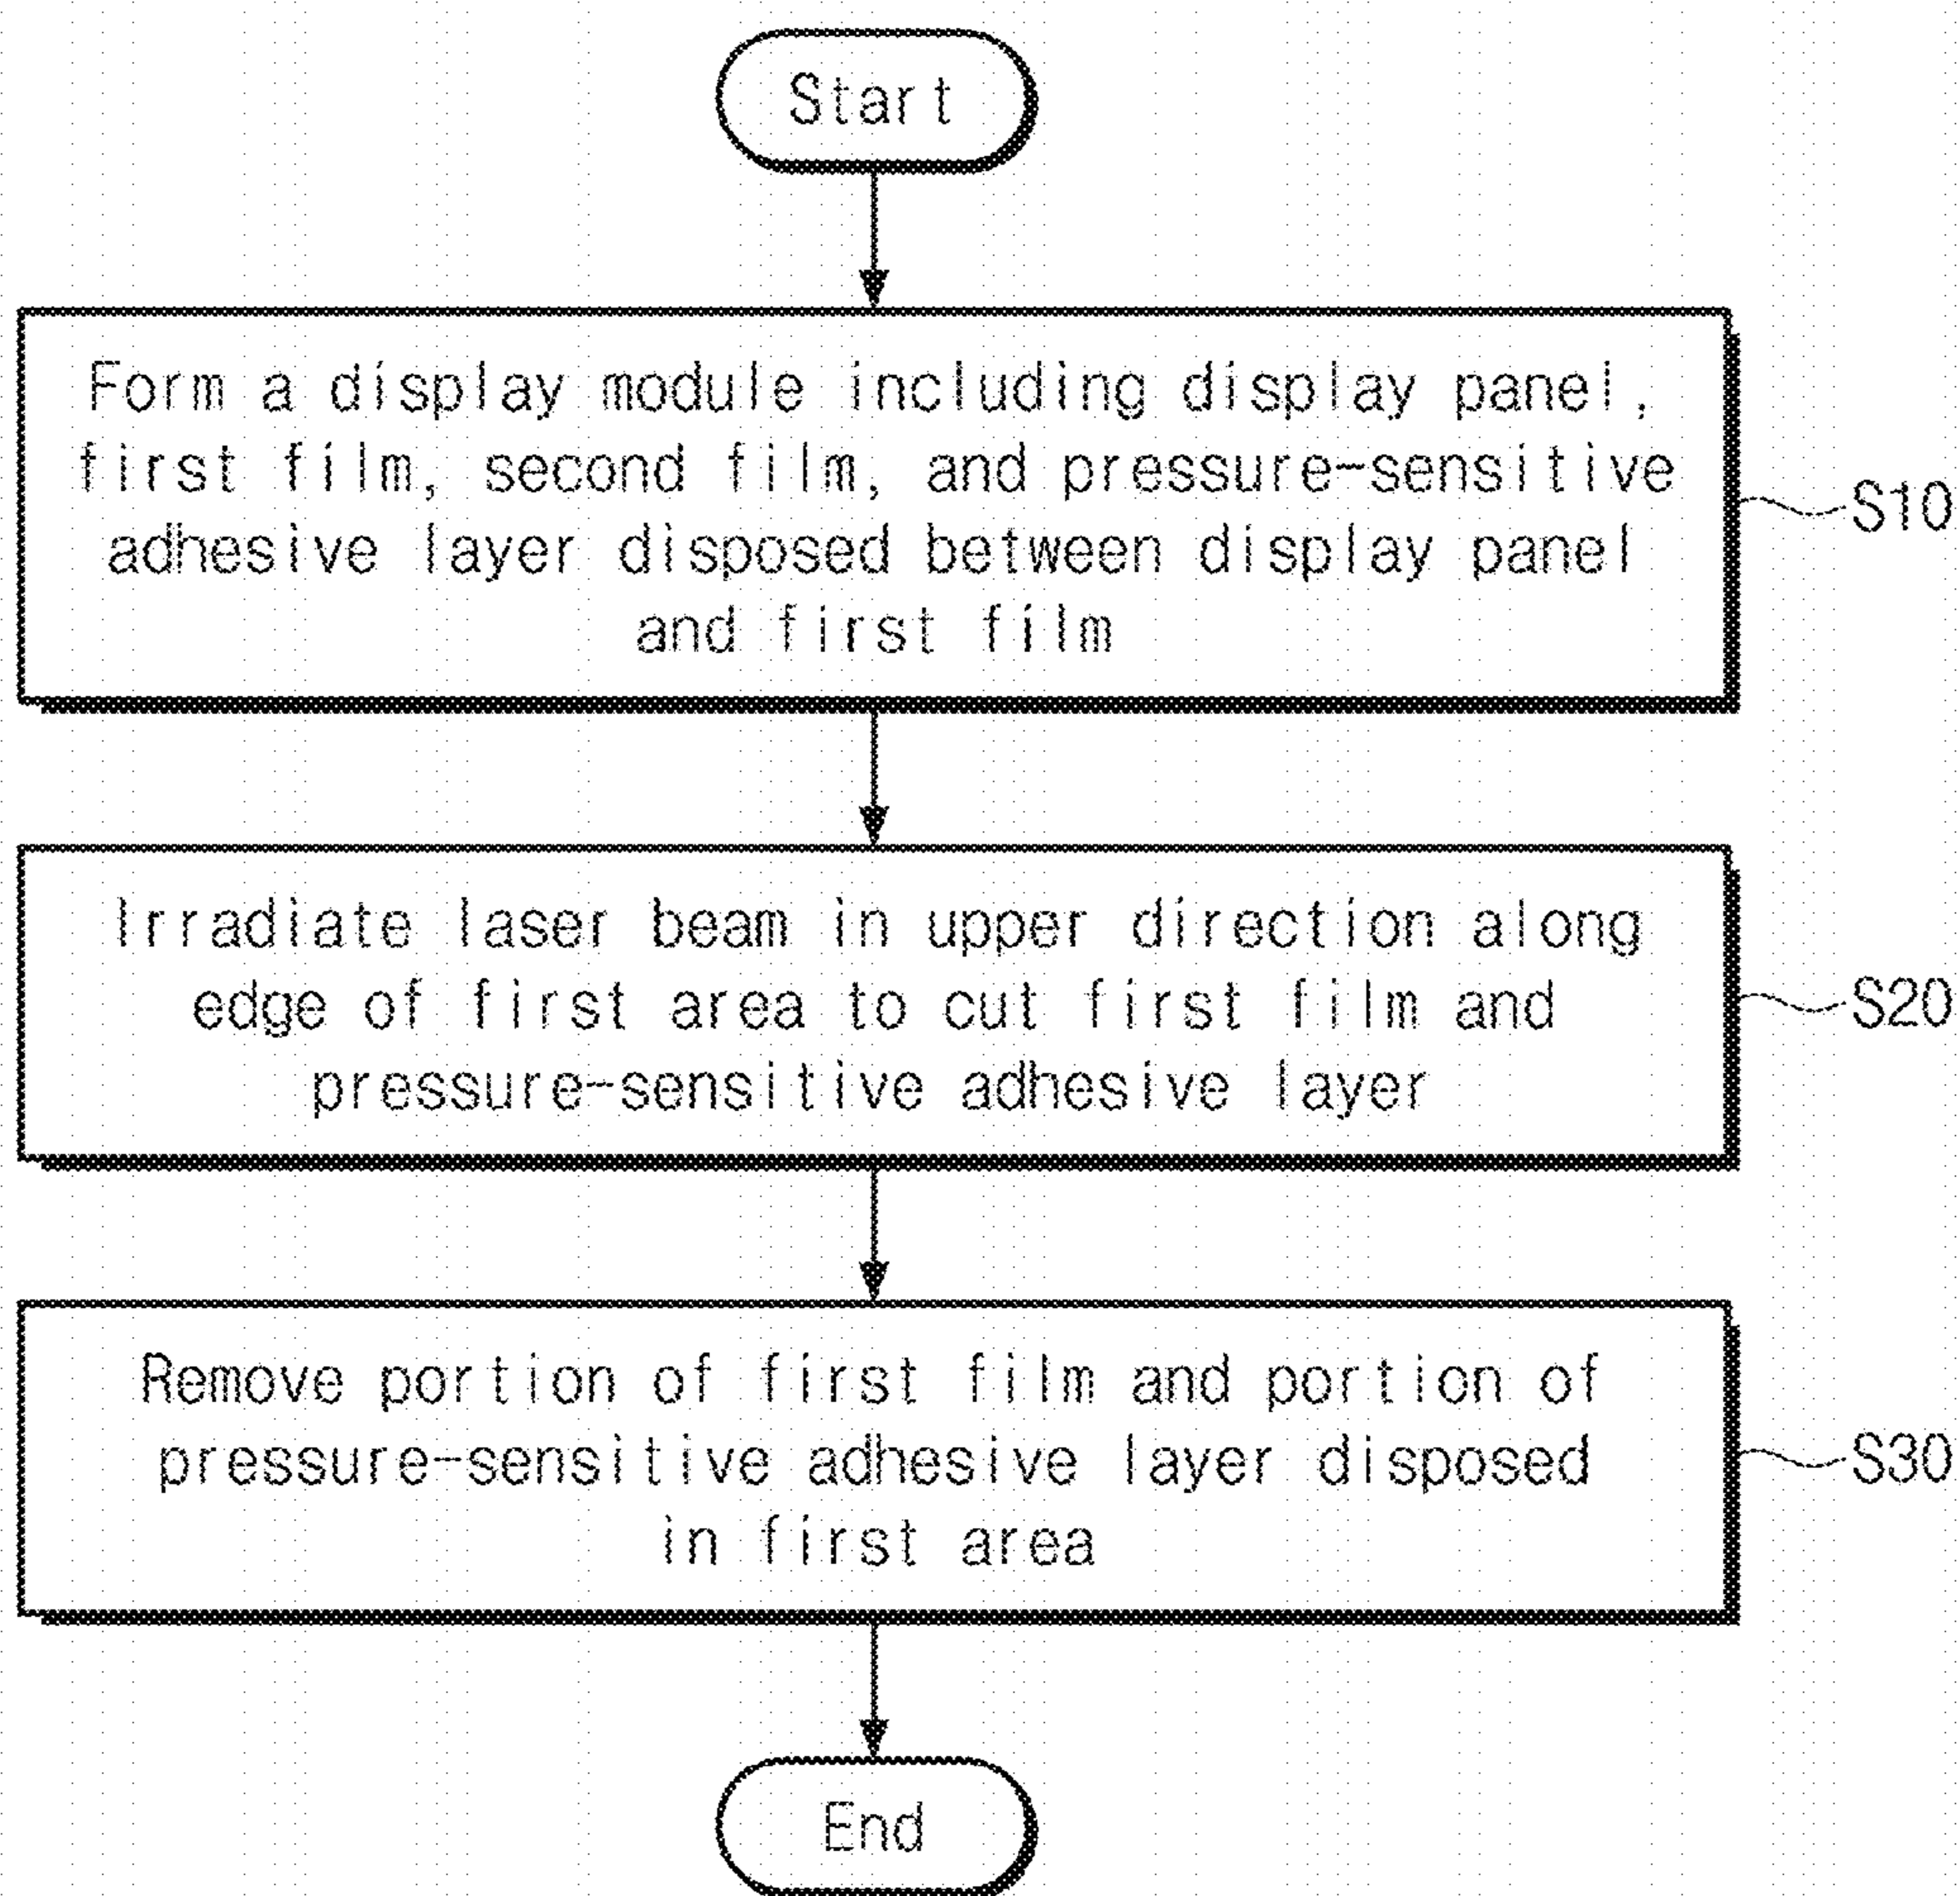 Start
Form a display module including display panel,
first film, second film, and pressure-sensitive
adhesive layer disposed between display panel
and first film
S10
Irradiate laser beam in upper direction along
edge of first area to cut first film and
pressure-sensitive adhesive layer
S20
Remove portion of first film and portion of
pressure-sensitive adhesive layer disposed
in first area
S30
End